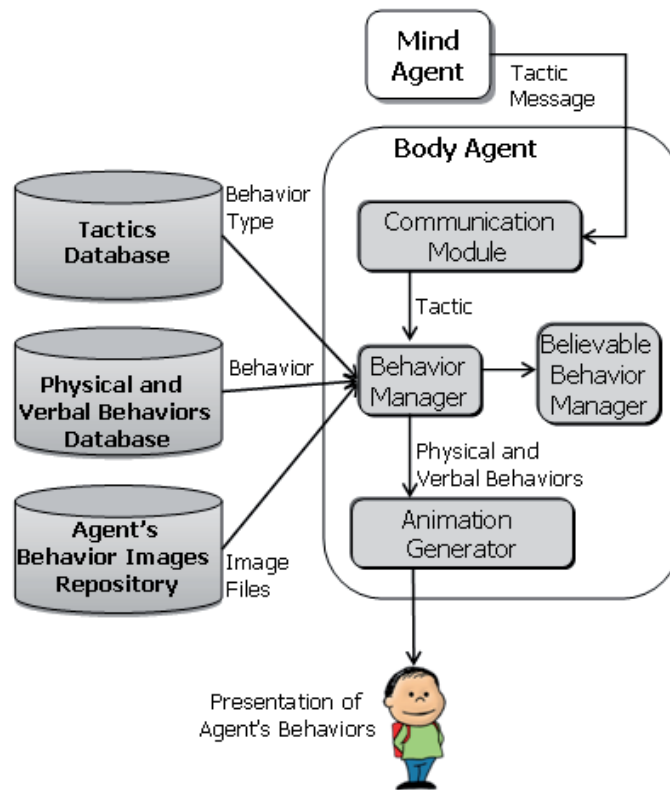 Mind
Agent
Tactic
Message
Body Agent
Behavior
Type
Tactics
Database
Communication
Module
Tactic
Behavior
Physical and
Verbal Behaviors
Database
Behavior
Manager
Believable
Behavior
Manager
Physical and
Verbal Behaviors
Agent's
Behavior Images
Repository
Image
Files
Animation
Generator
Presentation of
Agent's Behaviors